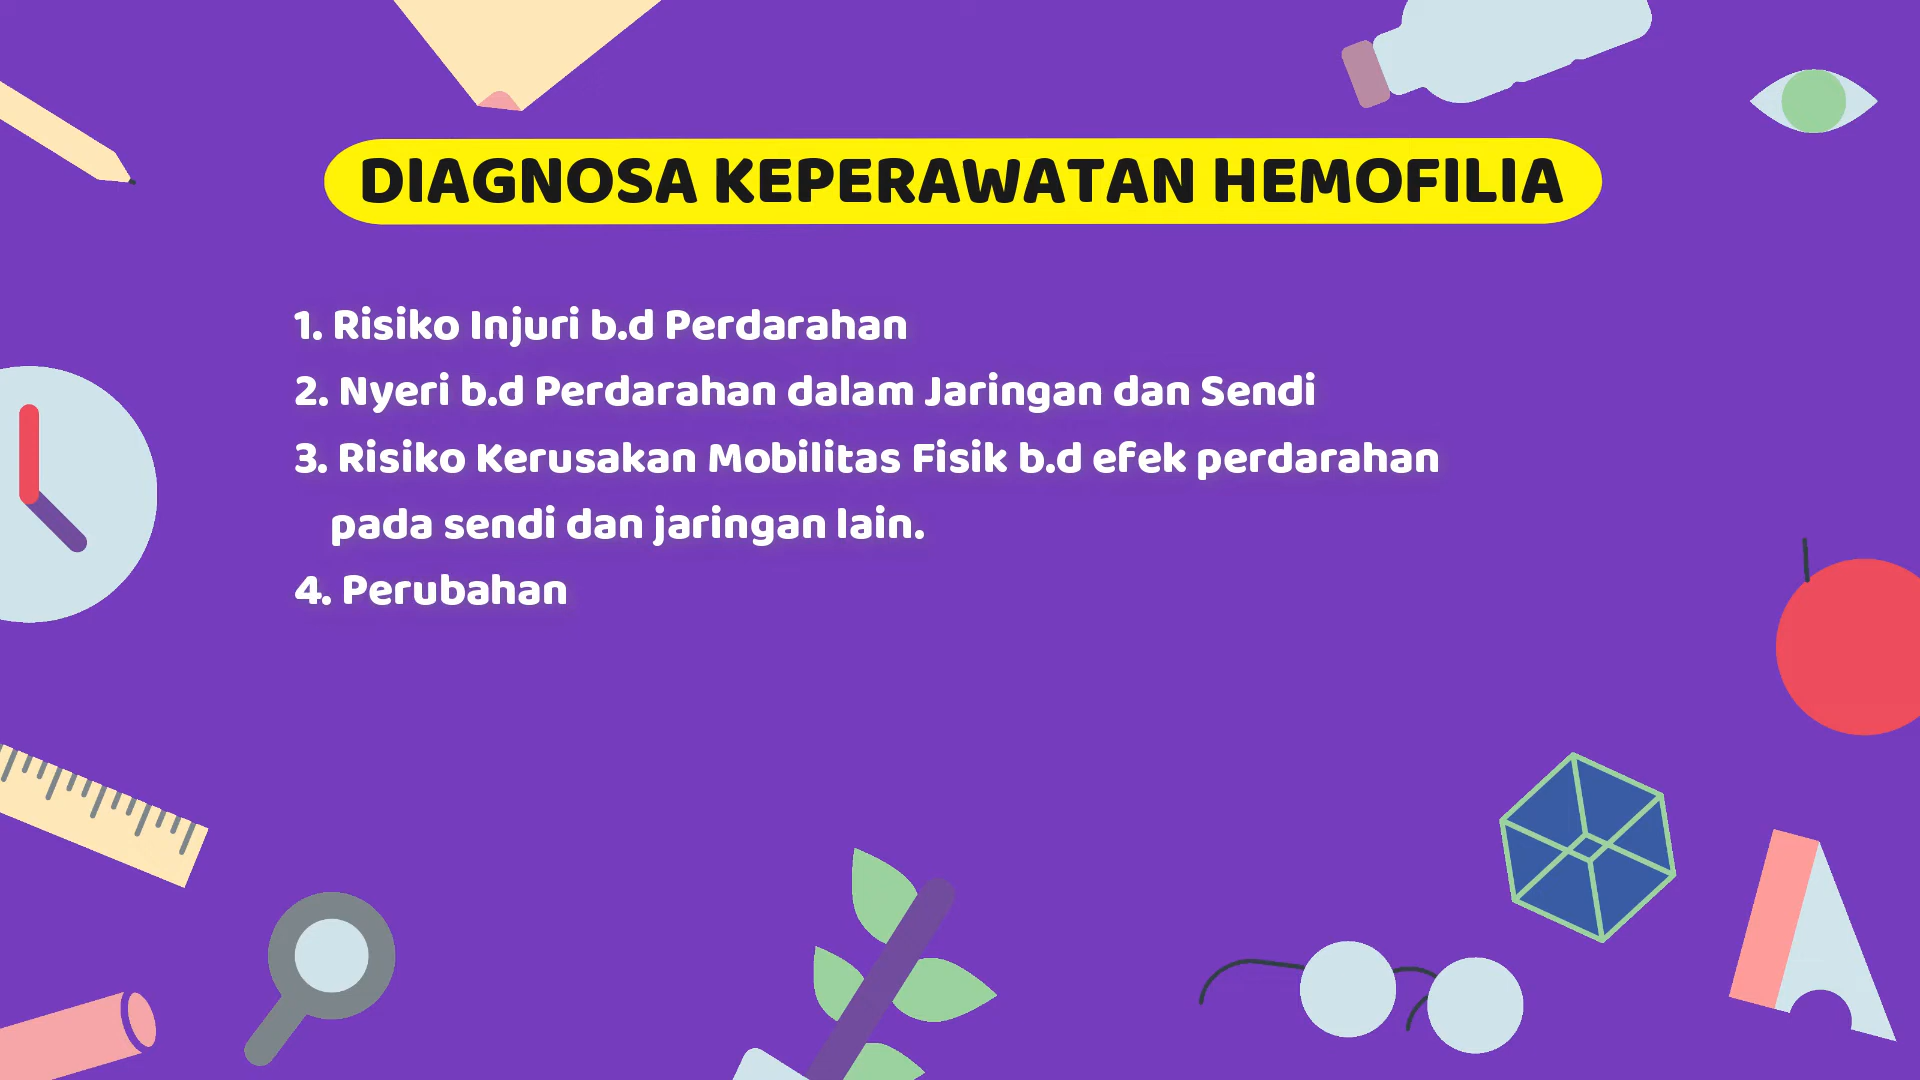 DIAGNOSA KEPERAWATAN HEMOFILIA
1. Risiko Injuri b.d Perdarahan
2. Nyeri b.d Perdarahan dalam Jaringan dan Sendi
3. Risiko Kerusakan Mobilitas Fisik b.d efek perdarahan
pada sendi dan jaringan lain.
4. Perubahan